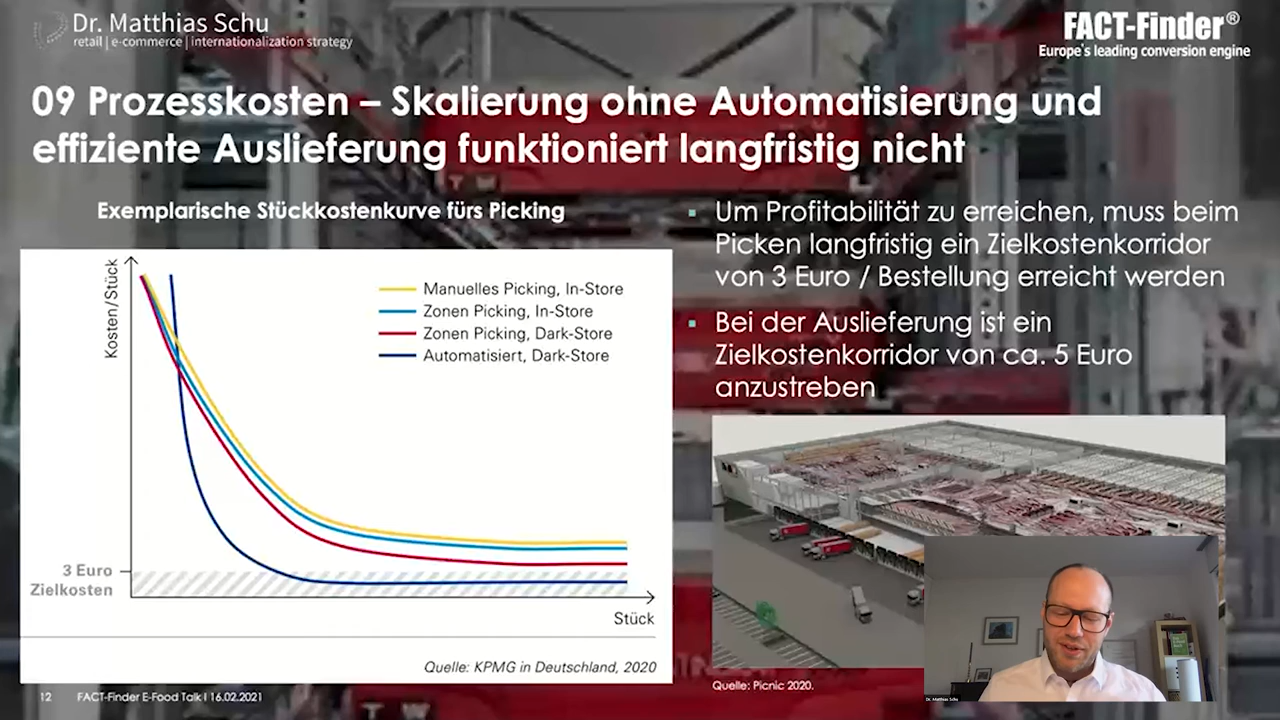 Dr. Matthias Schu
retail | e-commerce | internationalization strategy
FACT-Finder®
Europe's leading conversion engine
09 Prozesskosten – Skalierung ohne Automatisierung und
effiziente Auslieferung funktioniert langfristig nicht
Exemplarische Stückkostenkurve fürs Picking
Kosten/Stück
Manuelles Picking, In-Store
Zonen Picking, In-Store
Zonen Picking, Dark-Store
Automatisiert, Dark-Store
3 Euro
Zielkosten
Stück
Quelle: KPMG in Deutschland, 2020
▪ Um Profitabilität zu erreichen, muss beim
Picken langfristig ein Zielkostenkorridor
von 3 Euro / Bestellung erreicht werden
▪ Bei der Auslieferung ist ein
Zielkostenkorridor von ca. 5 Euro
anzustreben
Quelle: Picnic 2020.
Dr. Matthias Schu
12 FACT-Finder E-Food Talk I 16.02.2021